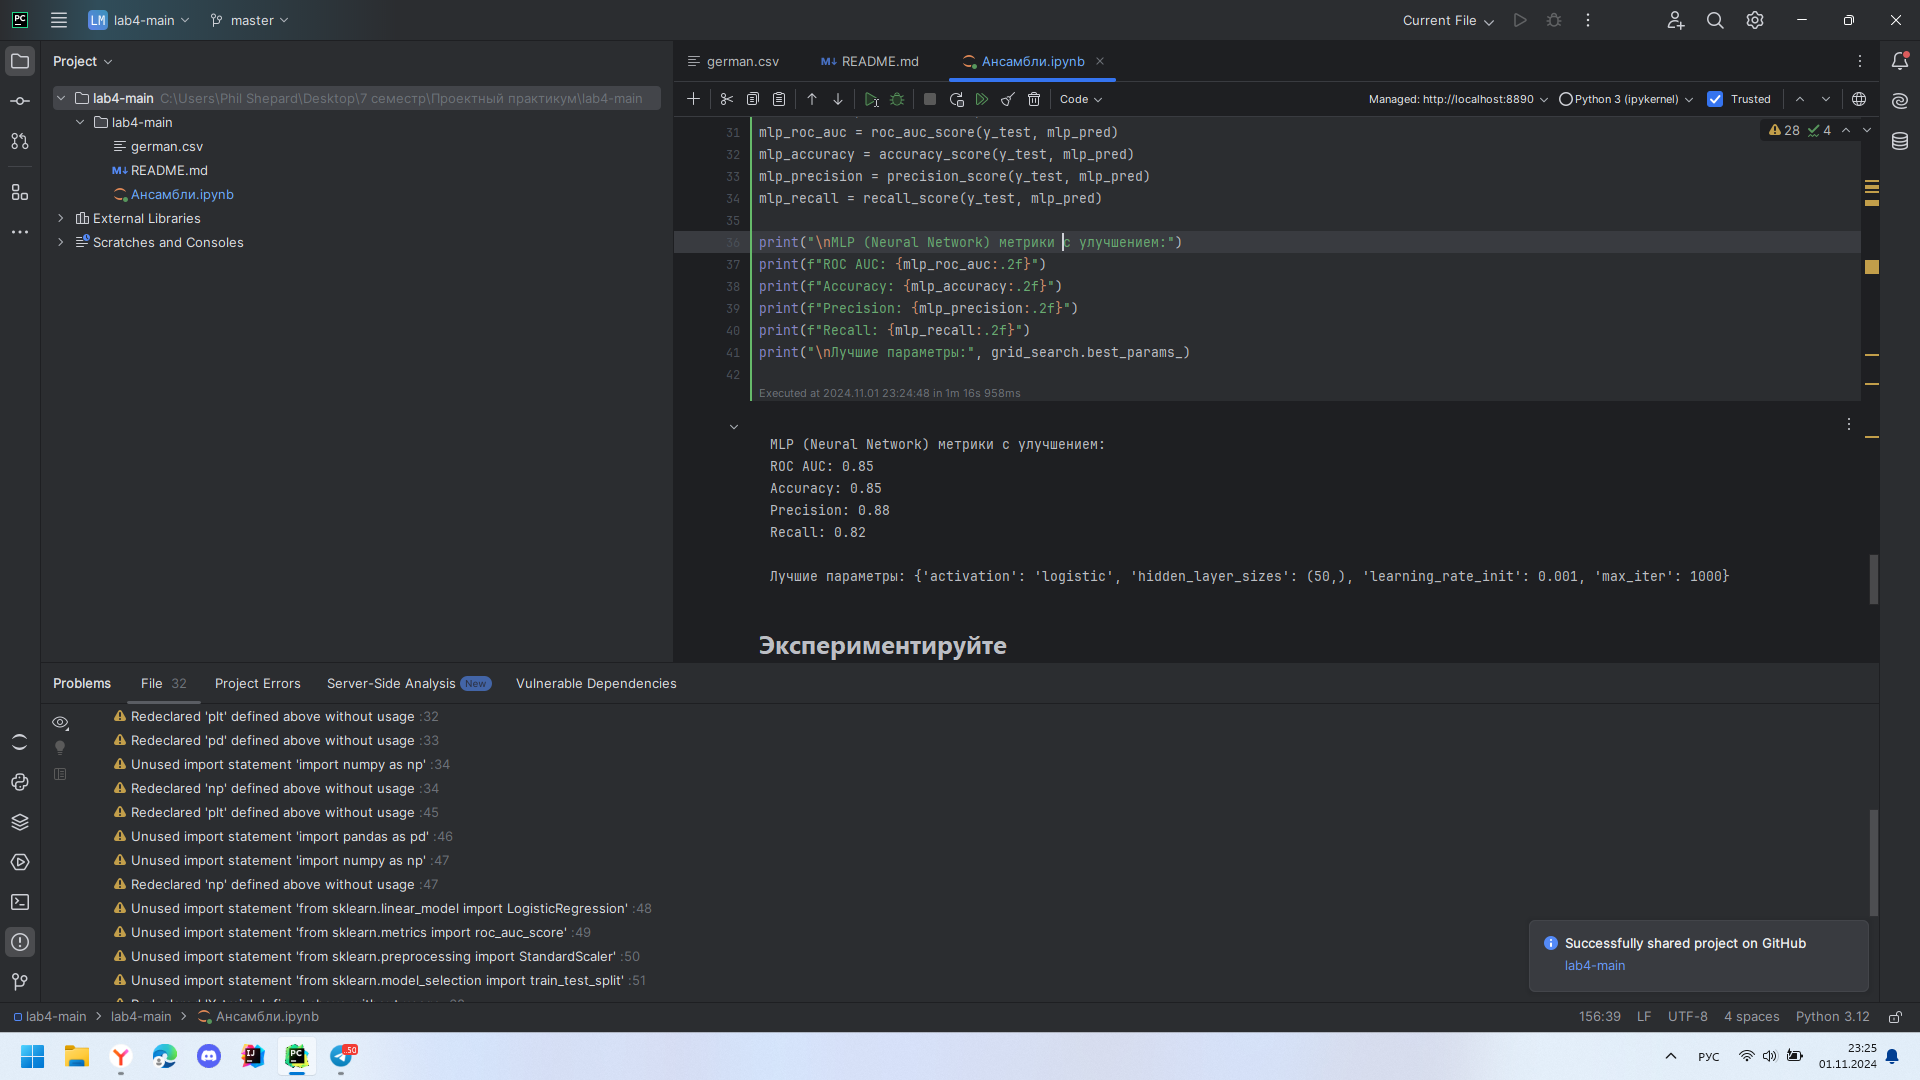 LM lab4-main master Current File
Project
lab4-main C:\Users\Phil Shepard\Desktop\7 семестр\Проектный практикум\lab4-main
lab4-main
german.csv
README.md
Ансамбли.ipynb
External Libraries
Scratches and Consoles
german.csv README.md Ансамбли.ipynb
Code Managed: http://localhost:8890 Python 3 (ipykernel) Trusted
28 4
31 mlp_roc_auc = roc_auc_score(y_test, mlp_pred)
32 mlp_accuracy = accuracy_score(y_test, mlp_pred)
33 mlp_precision = precision_score(y_test, mlp_pred)
34 mlp_recall = recall_score(y_test, mlp_pred)
35
36 print("\nMLP (Neural Network) метрики с улучшением:")
37 print(f"ROC AUC: {mlp_roc_auc:.2f}")
38 print(f"Accuracy: {mlp_accuracy:.2f}")
39 print(f"Precision: {mlp_precision:.2f}")
40 print(f"Recall: {mlp_recall:.2f}")
41 print("\nЛучшие параметры:", grid_search.best_params_)
42
Executed at 2024.11.01 23:24:48 in 1m 16s 958ms
MLP (Neural Network) метрики с улучшением:
ROC AUC: 0.85
Accuracy: 0.85
Precision: 0.88
Recall: 0.82
Лучшие параметры: {'activation': 'logistic', 'hidden_layer_sizes': (50,), 'learning_rate_init': 0.001, 'max_iter': 1000}
Экспериментируйте
Problems File 32 Project Errors Server-Side Analysis New Vulnerable Dependencies
Redeclared 'plt' defined above without usage :32
Redeclared 'pd' defined above without usage :33
Unused import statement 'import numpy as np' :34
Redeclared 'np' defined above without usage :34
Redeclared 'plt' defined above without usage :45
Unused import statement 'import pandas as pd' :46
Unused import statement 'import numpy as np' :47
Redeclared 'np' defined above without usage :47
Unused import statement 'from sklearn.linear_model import LogisticRegression' :48
Unused import statement 'from sklearn.metrics import roc_auc_score' :49
Unused import statement 'from sklearn.preprocessing import StandardScaler' :50
Unused import statement 'from sklearn.model_selection import train_test_split' :51
Successfully shared project on GitHub
lab4-main
lab4-main > lab4-main > Ансамбли.ipynb
156:39 LF UTF-8 4 spaces Python 3.12
РУС
23:25
01.11.2024